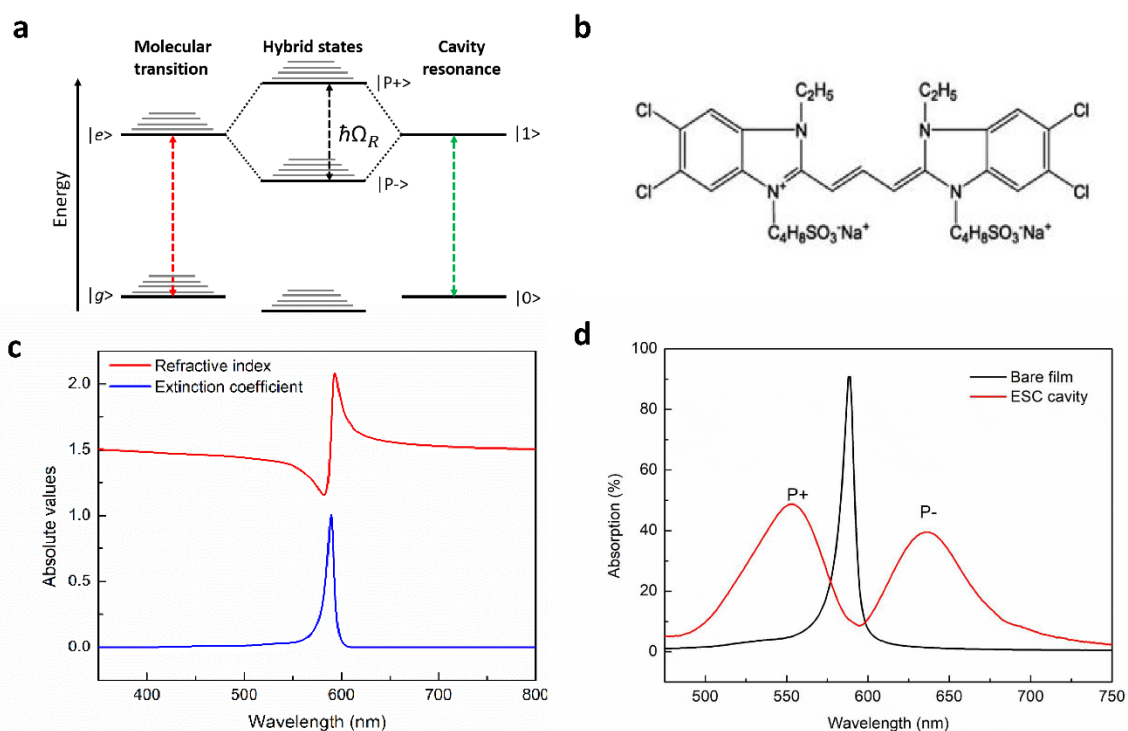 a
Molecular
transition
Hybrid states
Cavity
resonance
Energy
|P+>
|e>
ℏΩ_R
|1>
|P->
|g>
|0>
b
C₂H₅
C₂H₅
Cl
Cl
N
N
Cl
Cl
N⁺
N
C₄H₈SO₃⁻Na⁺
C₄H₈SO₃⁻Na⁺
c
Refractive index
Extinction coefficient
2.0
1.5
1.0
0.5
0.0
Absolute values
400 500 600 700 800
Wavelength (nm)
d
Bare film
ESC cavity
100
80
60
40
20
0
P+
P-
Absorption (%)
500 550 600 650 700 750
Wavelength (nm)